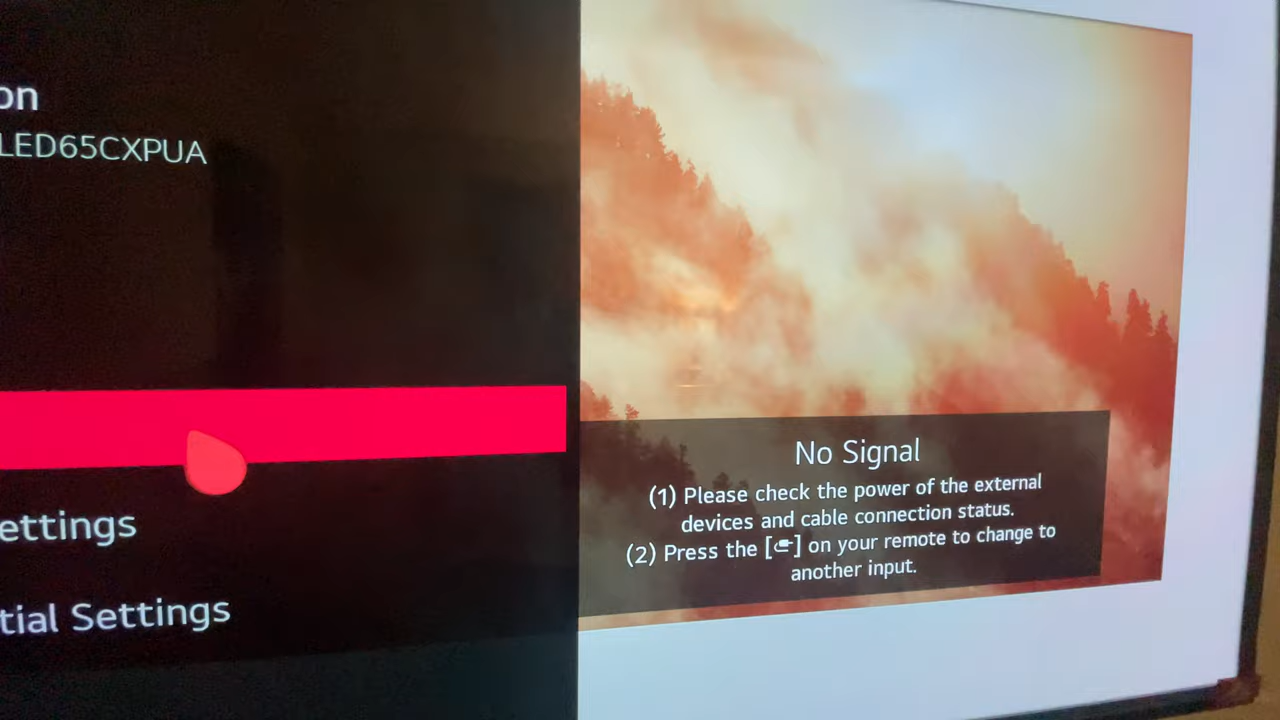 on
LED65CXPUA
ettings
tial Settings
No Signal
(1) Please check the power of the external
devices and cable connection status.
(2) Press the [⮐] on your remote to change to
another input.